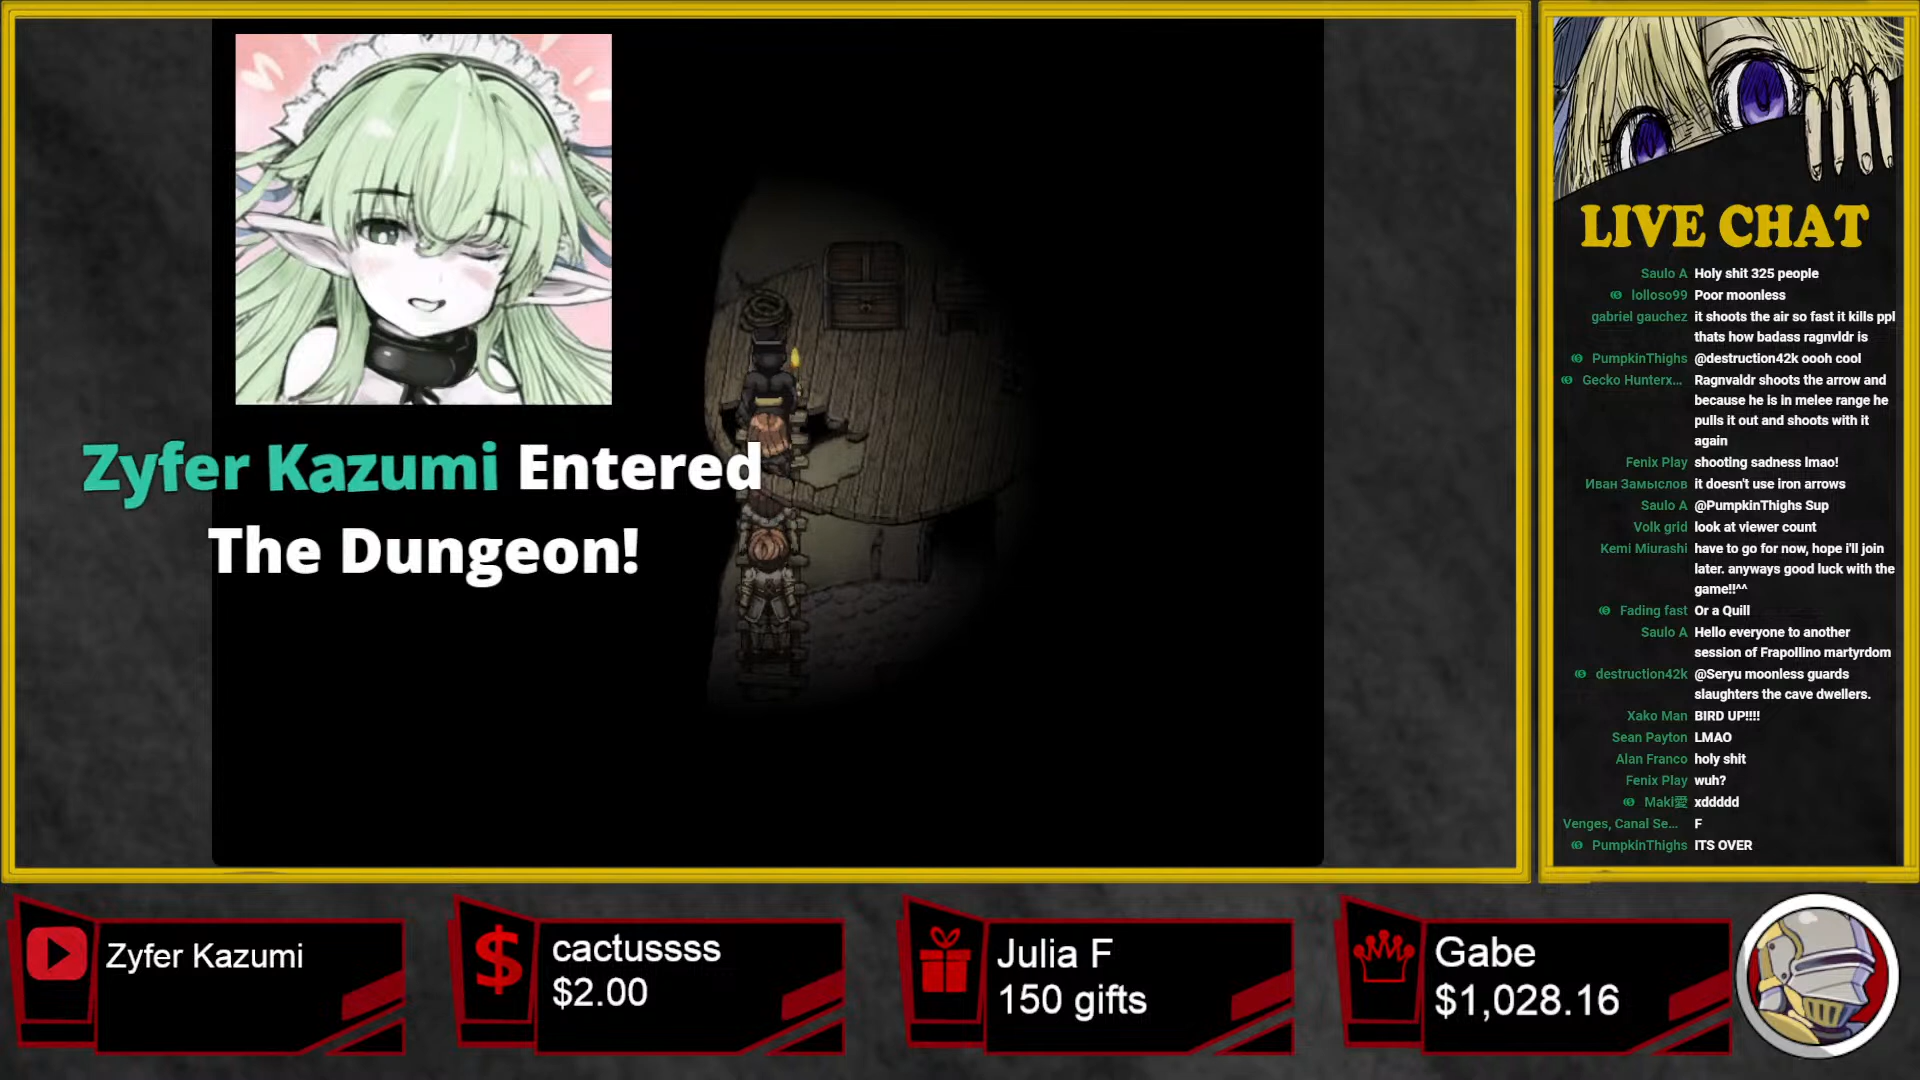 Zyfer Kazumi Entered
The Dungeon!
LIVE CHAT
Saulo A Holy shit 325 people
lolloso99 Poor moonless
gabriel gauchez it shoots the air so fast it kills ppl
thats how badass ragnvldr is
PumpkinThighs @destruction42k oooh cool
Gecko Hunterx... Ragnvaldr shoots the arrow and
because he is in melee range he
pulls it out and shoots with it
again
Fenix Play shooting sadness lmao!
Иван Замыслов it doesn't use iron arrows
Saulo A @PumpkinThighs Sup
Volk grid look at viewer count
Kemi Miurashi have to go for now, hope i'll join
later. anyways good luck with the
game!!^^
Fading fast Or a Quill
Saulo A Hello everyone to another
session of Frapollino martyrdom
destruction42k @Seryu moonless guards
slaughters the cave dwellers.
Xako Man BIRD UP!!!!
Sean Payton LMAO
Alan Franco holy shit
Fenix Play wuh?
Maki愛 xddddd
Venges, Canal Se... F
PumpkinThighs ITS OVER
Zyfer Kazumi
cactussss
$2.00
Julia F
150 gifts
Gabe
$1,028.16